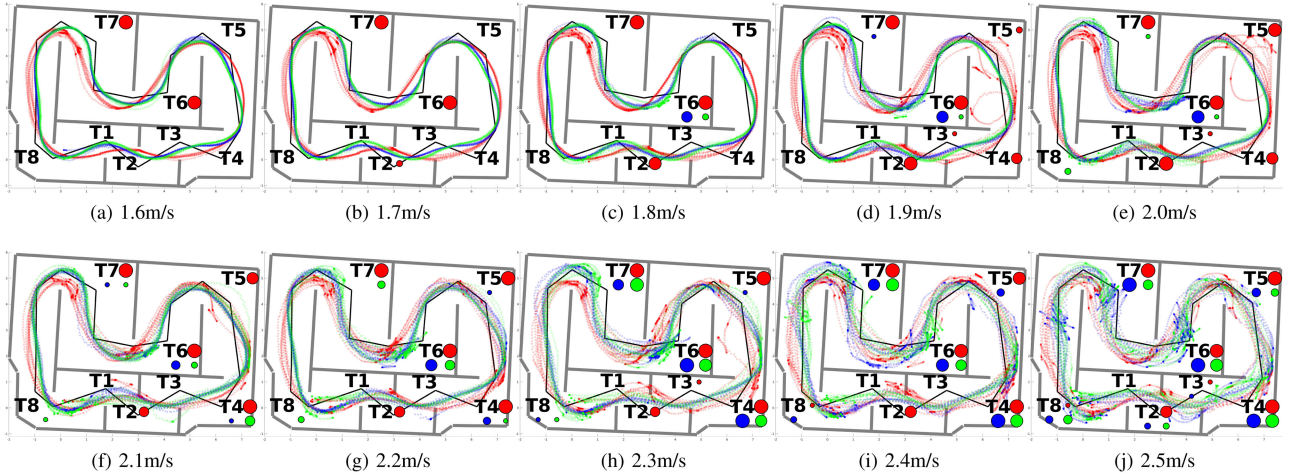 T7 T5 T6 T1 T3 T8 T2 T4
T7 T5 T6 T1 T3 T8 T2 T4
T7 T5 T6 T1 T3 T8 T2 T4
T7 T5 T6 T1 T3 T8 T2 T4
T7 T5 T6 T1 T3 T8 T2 T4
(a) 1.6m/s (b) 1.7m/s (c) 1.8m/s (d) 1.9m/s (e) 2.0m/s
T7 T5 T6 T1 T3 T8 T2 T4
T7 T5 T6 T1 T3 T8 T2 T4
T7 T5 T6 T1 T3 T8 T2 T4
T7 T5 T6 T1 T3 T8 T2 T4
T7 T5 T6 T1 T3 T8 T2 T4
(f) 2.1m/s (g) 2.2m/s (h) 2.3m/s (i) 2.4m/s (j) 2.5m/s